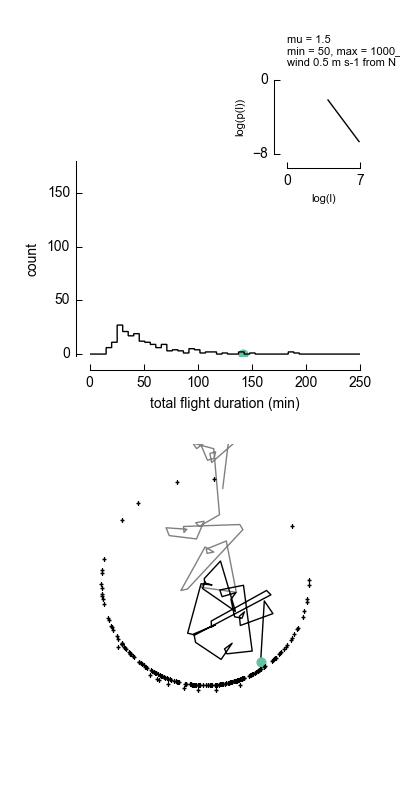 mu = 1.5
min = 50, max = 1000_
wind 0.5 m s-1 from N
0
log(p(l))
−8
0
7
log(l)
150
count
100
50
0
0
50
100
150
200
250
total flight duration (min)